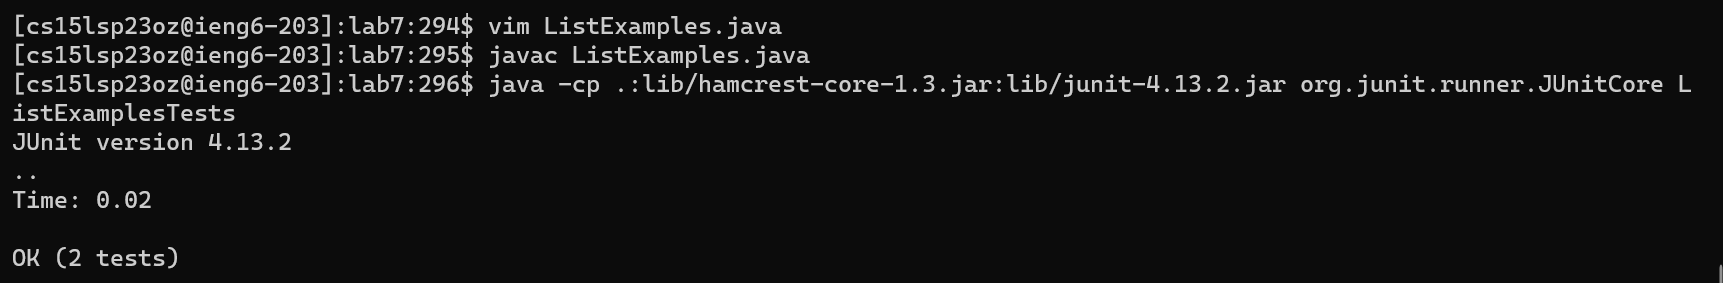 [cs15lsp23oz@ieng6-203]:lab7:294$ vim ListExamples.java
[cs15lsp23oz@ieng6-203]:lab7:295$ javac ListExamples.java
[cs15lsp23oz@ieng6-203]:lab7:296$ java -cp .:lib/hamcrest-core-1.3.jar:lib/junit-4.13.2.jar org.junit.runner.JUnitCore L
istExamplesTests
JUnit version 4.13.2
..
Time: 0.02
OK (2 tests)